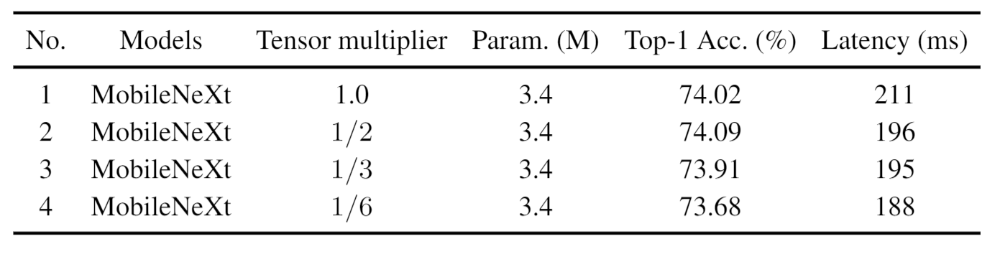 No. Models Tensor multiplier Param. (M) Top-1 Acc. (%) Latency (ms)
1 MobileNeXt 1.0 3.4 74.02 211
2 MobileNeXt 1/2 3.4 74.09 196
3 MobileNeXt 1/3 3.4 73.91 195
4 MobileNeXt 1/6 3.4 73.68 188